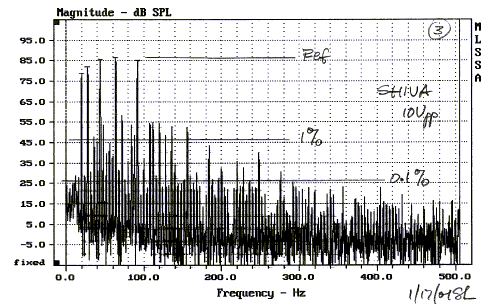 Magnitude - dB SPL
3
MLSSA
95.0
85.0
75.0
65.0
55.0
45.0
35.0
25.0
15.0
5.0
-5.0
fixed
Ref
SHIVA
10Vpp
1%
0.1%
0.0
100.0
200.0
300.0
400.0
500.0
Frequency - Hz
1/17/01 SL